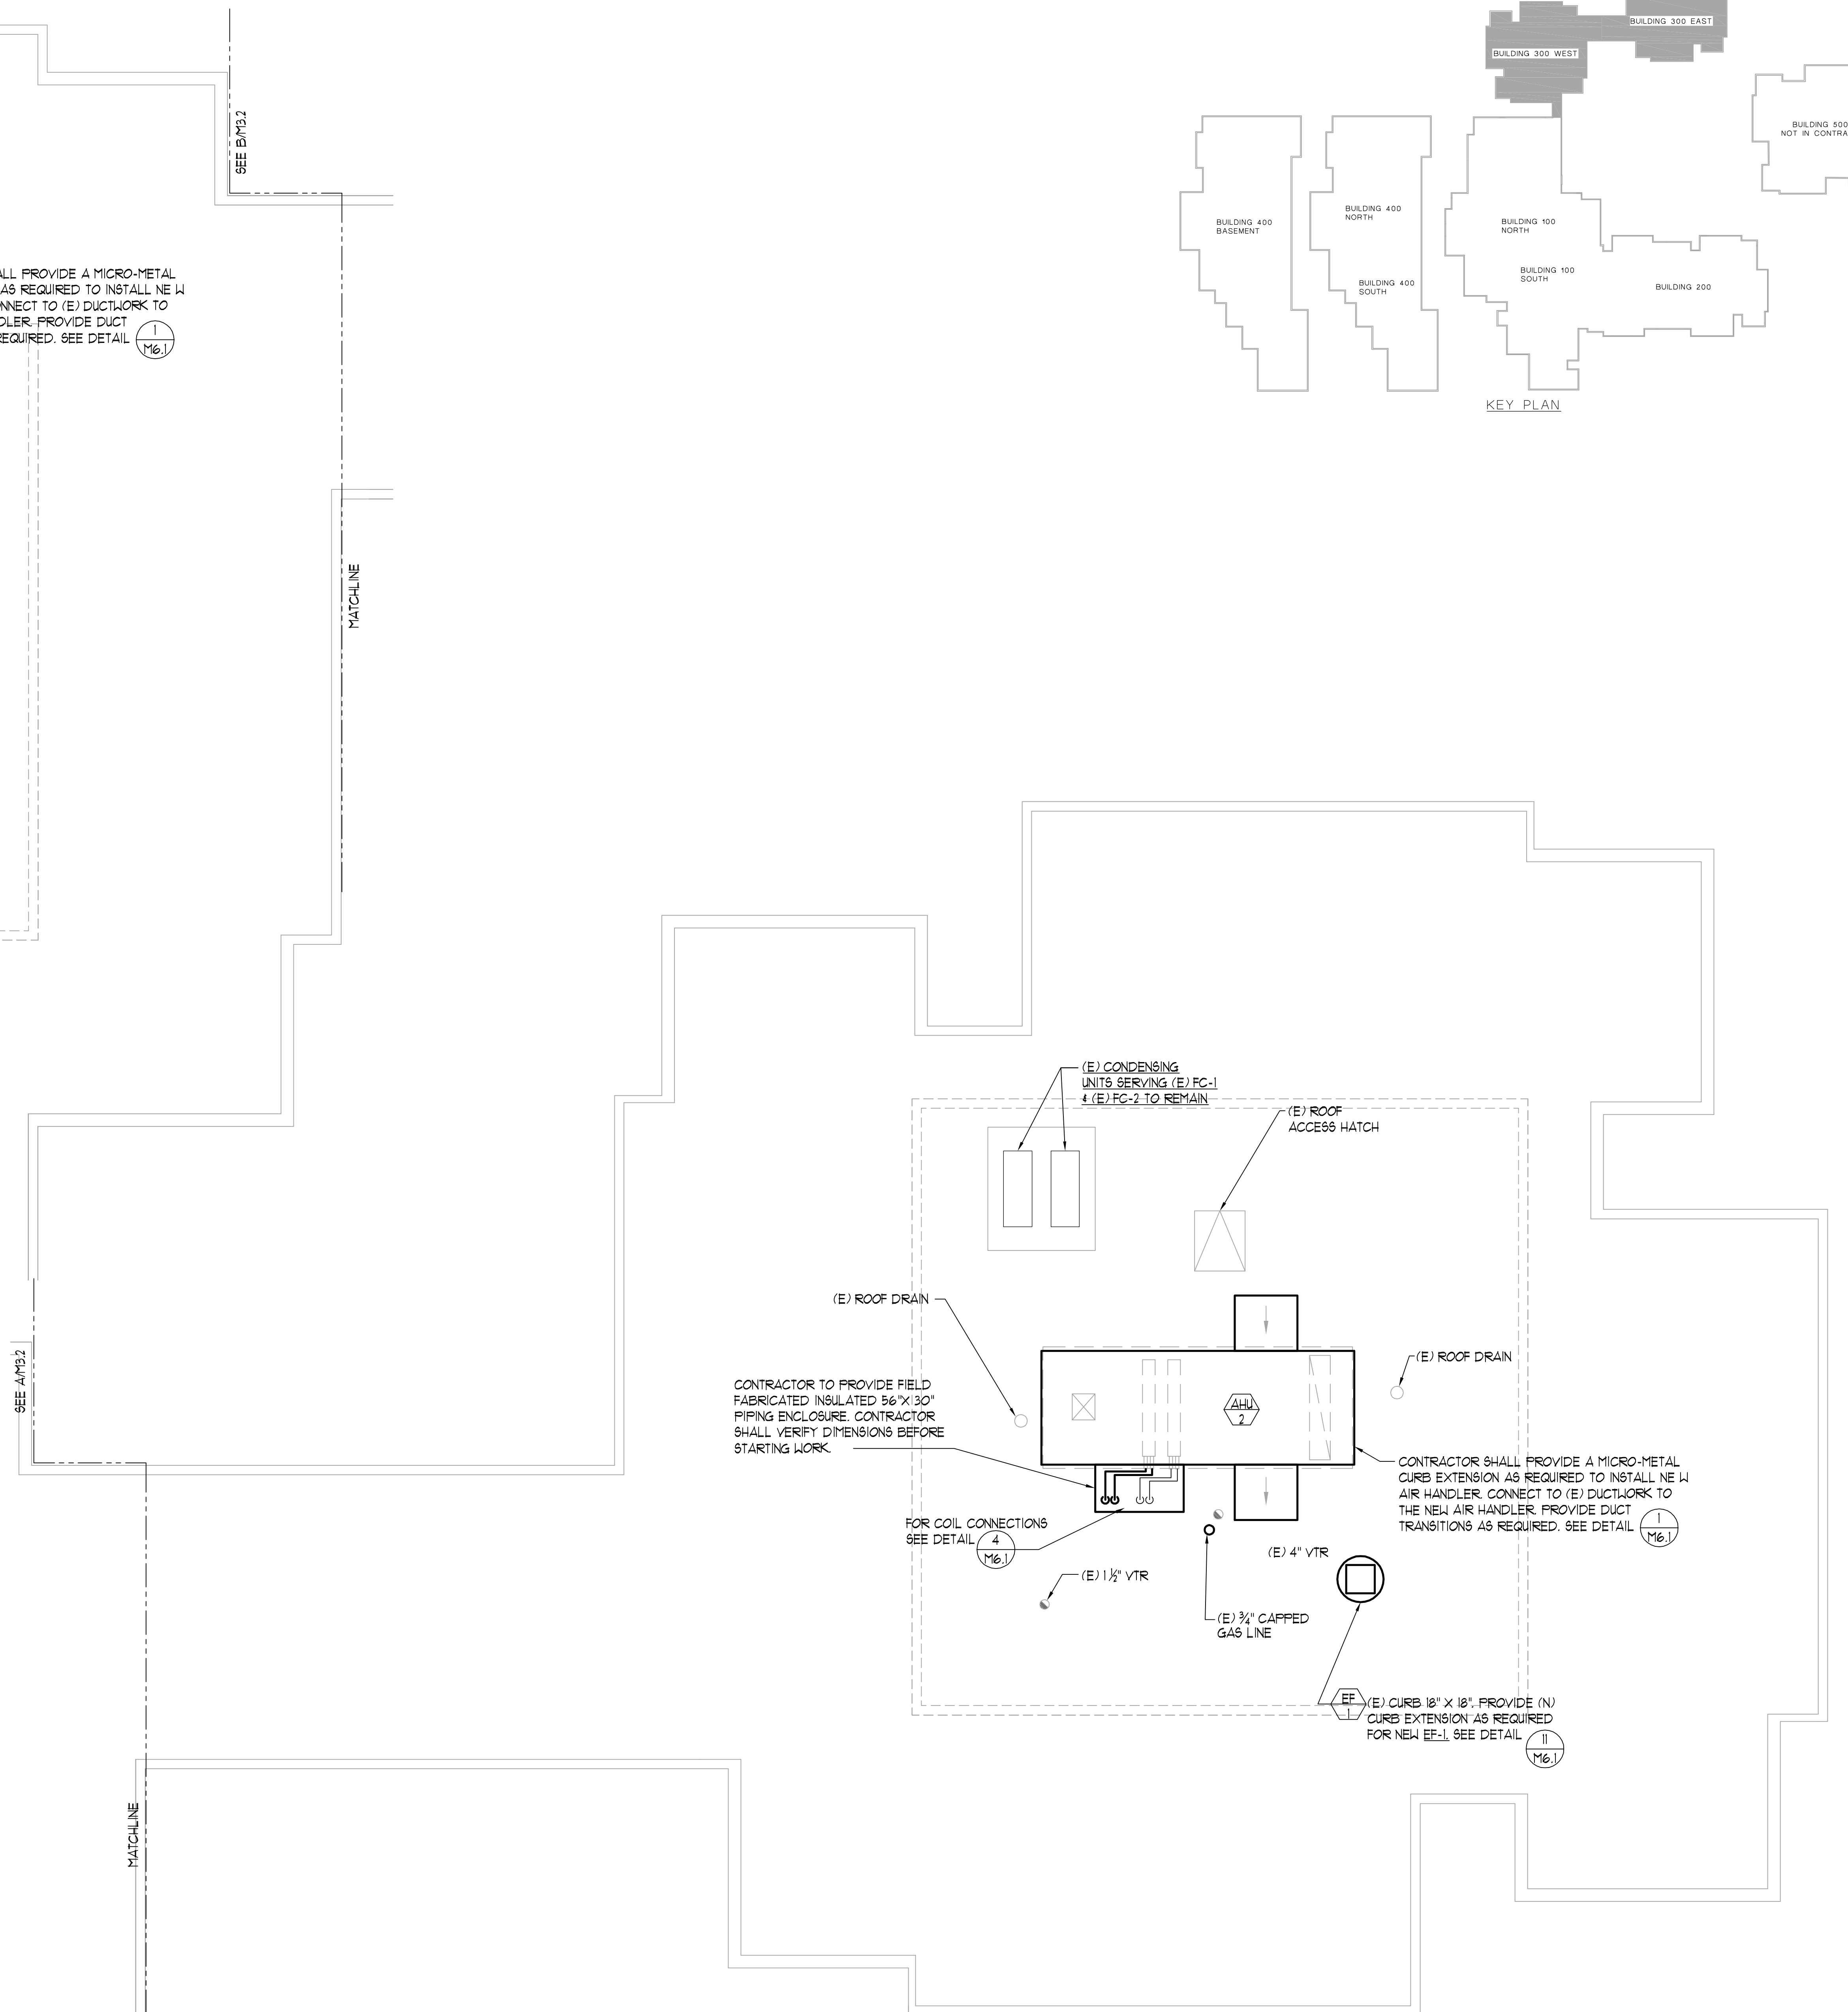 BUILDING 300 EAST
BUILDING 300 WEST
BUILDING 500
NOT IN CONTRA
BUILDING 400
BASEMENT
BUILDING 400
NORTH
BUILDING 400
SOUTH
BUILDING 100
NORTH
BUILDING 100
SOUTH
BUILDING 200
KEY PLAN
SEE B/M3.2
ALL PROVIDE A MICRO-METAL
AS REQUIRED TO INSTALL NE W
ONNECT TO (E) DUCTWORK TO
DLER. PROVIDE DUCT
REQUIRED. SEE DETAIL
1
M6.1
MATCHLINE
(E) CONDENSING
UNITS SERVING (E) FC-1
& (E) FC-2 TO REMAIN
(E) ROOF
ACCESS HATCH
(E) ROOF DRAIN
(E) ROOF DRAIN
SEE A/M3.2
CONTRACTOR TO PROVIDE FIELD
FABRICATED INSULATED 56"X130"
PIPING ENCLOSURE. CONTRACTOR
SHALL VERIFY DIMENSIONS BEFORE
STARTING WORK.
AHU
2
CONTRACTOR SHALL PROVIDE A MICRO-METAL
CURB EXTENSION AS REQUIRED TO INSTALL NE W
AIR HANDLER. CONNECT TO (E) DUCTWORK TO
THE NEW AIR HANDLER. PROVIDE DUCT
TRANSITIONS AS REQUIRED. SEE DETAIL
1
M6.1
FOR COIL CONNECTIONS
SEE DETAIL
4
M6.1
(E) 4" VTR
(E) 1 ½" VTR
(E) ¾" CAPPED
GAS LINE
EF
1
(E) CURB 18" X 18". PROVIDE (N)
CURB EXTENSION AS REQUIRED
FOR NEW EF-1. SEE DETAIL
11
M6.1
MATCHLINE